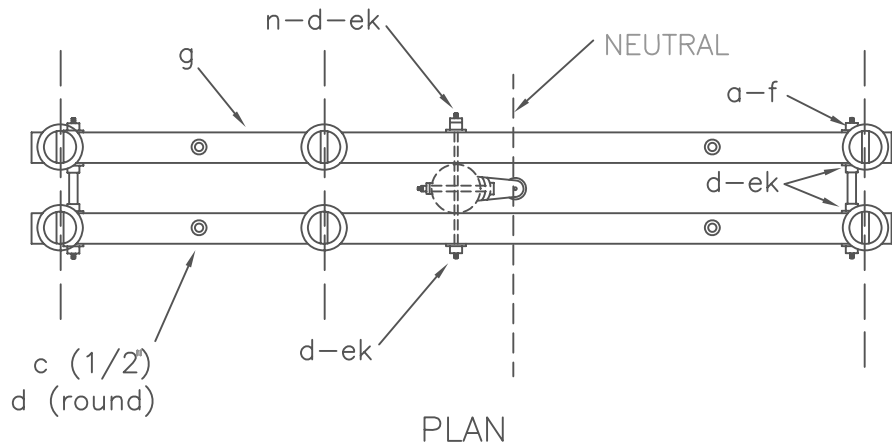 n-d-ek
g
NEUTRAL
a-f
d-ek
d-ek
c (1/2")
d (round)
PLAN